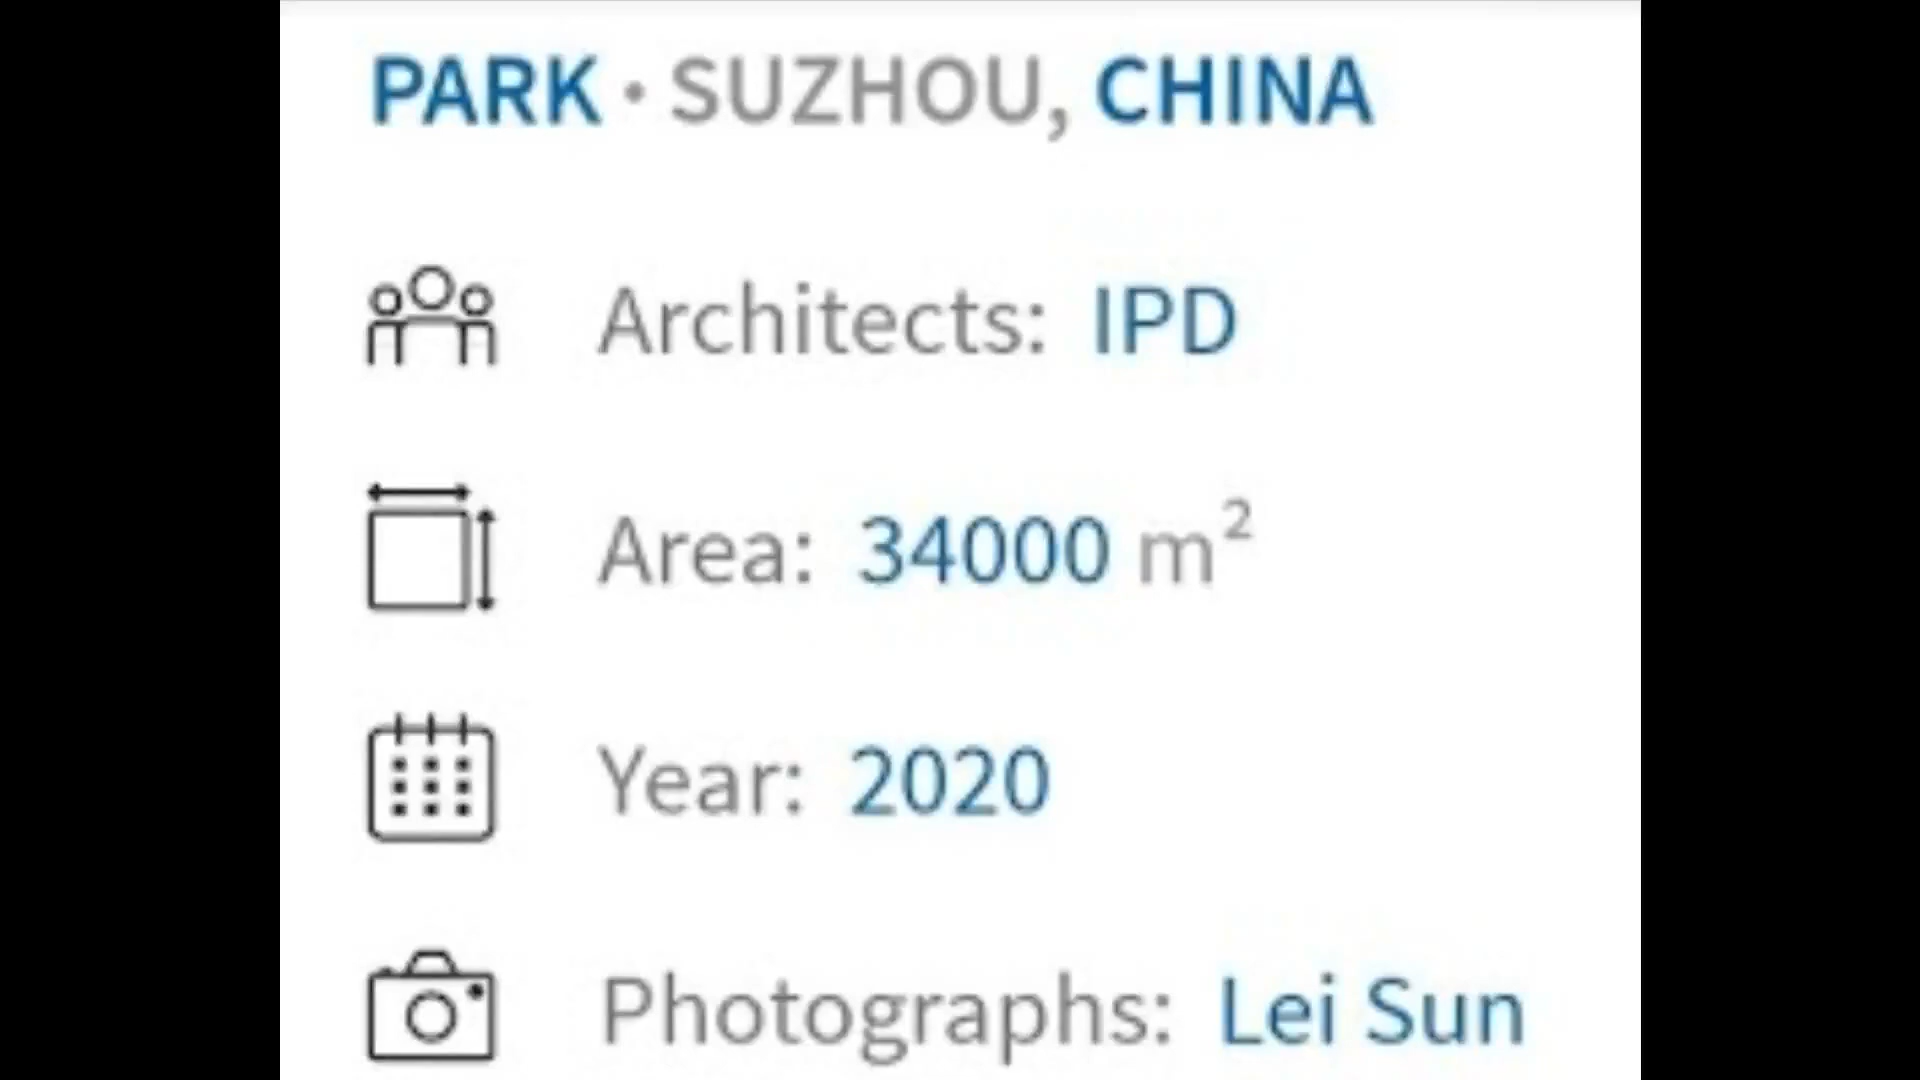 PARK · SUZHOU, CHINA
Architects: IPD
Area: 34000 m²
Year: 2020
Photographs: Lei Sun